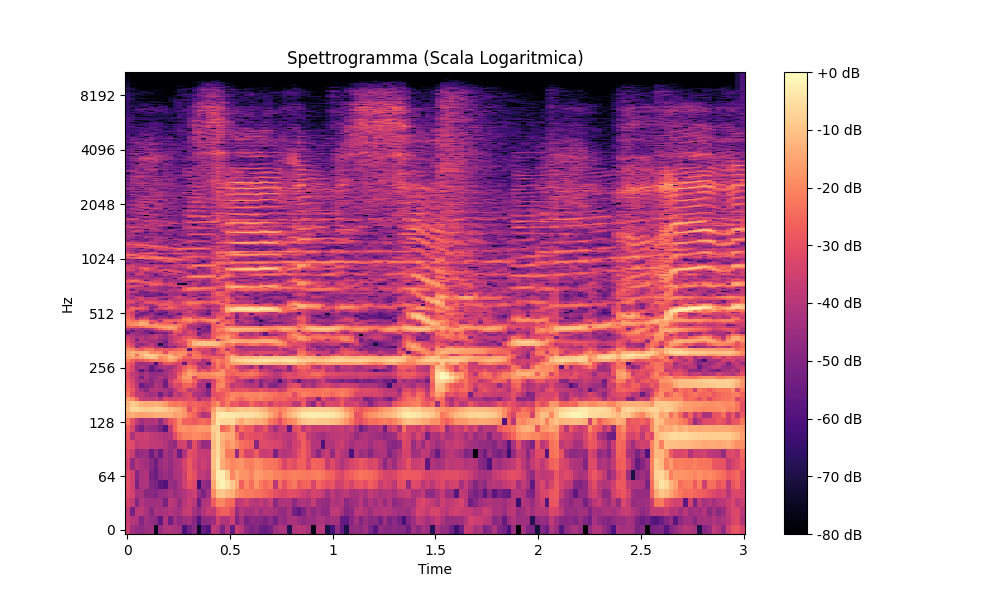 Spettrogramma (Scala Logaritmica)
Hz
8192
4096
2048
1024
512
256
128
64
0
0 0.5 1 1.5 2 2.5 3
Time
+0 dB
-10 dB
-20 dB
-30 dB
-40 dB
-50 dB
-60 dB
-70 dB
-80 dB